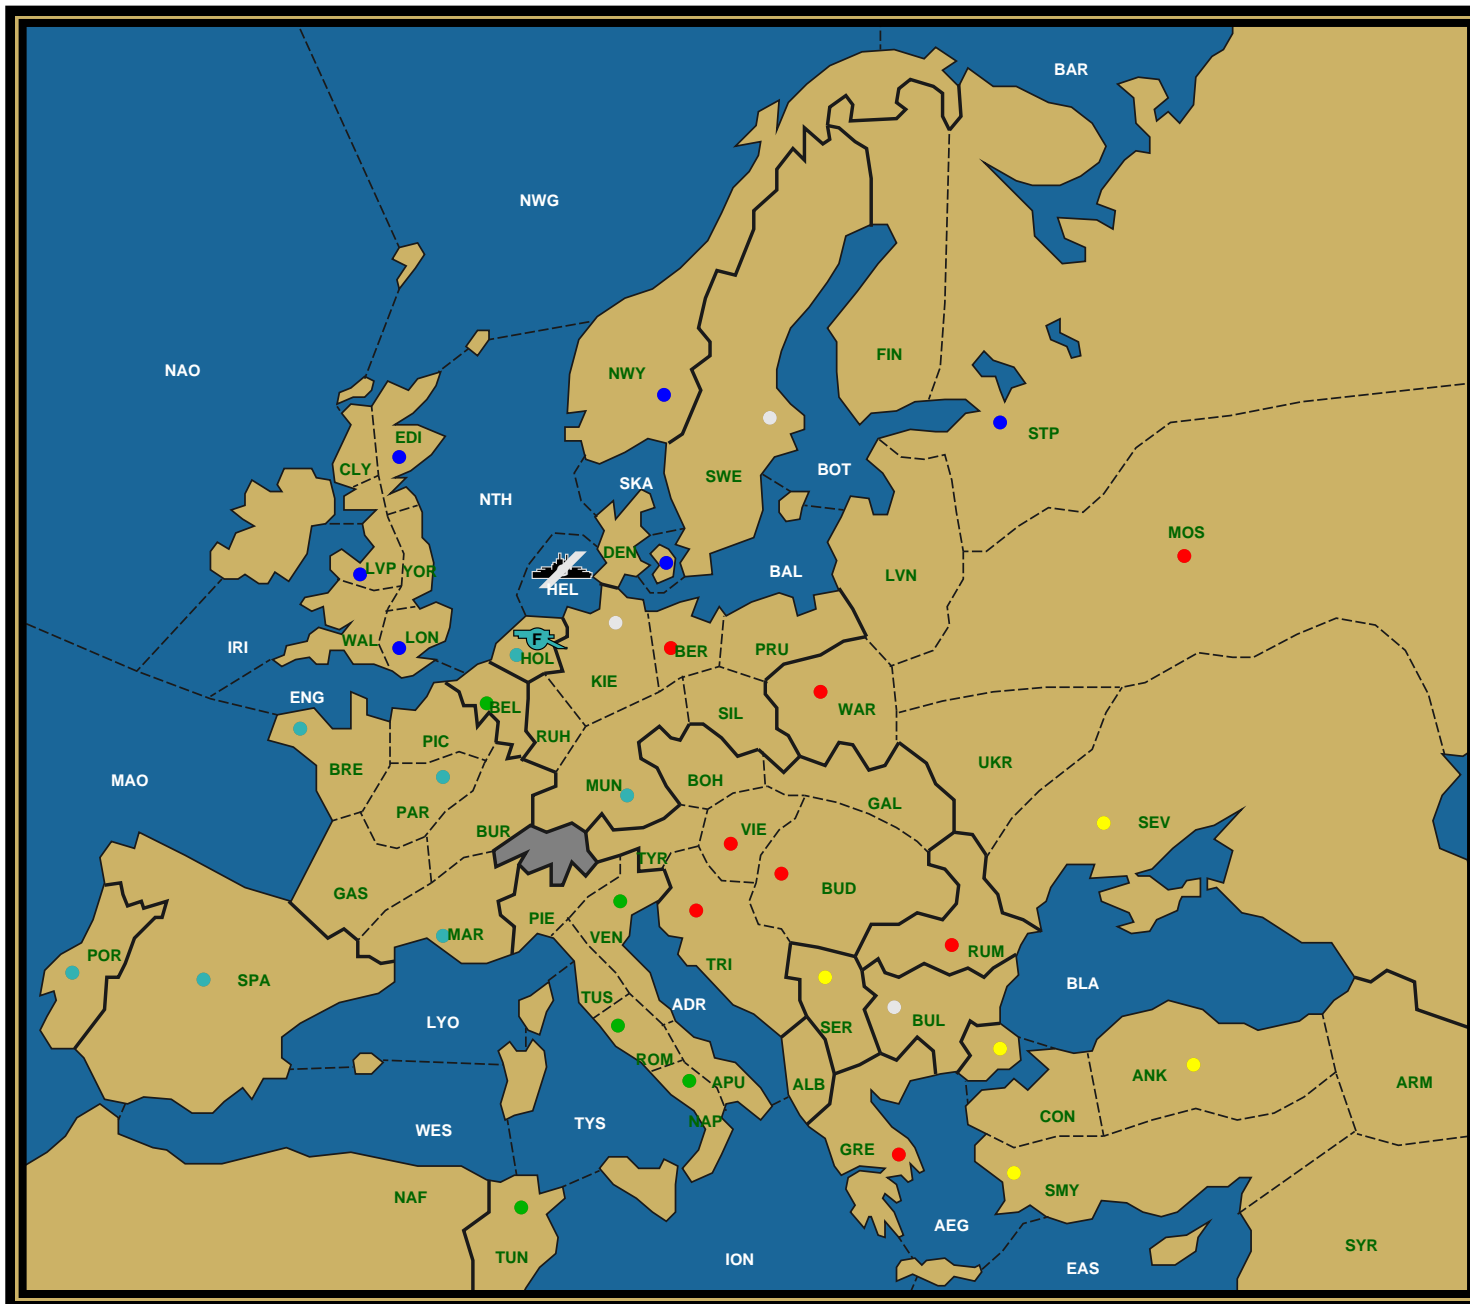 BAR
NWG
NAO
FIN
NWY
EDI
STP
CLY
SKA
BOT
SWE
NTH
MOS
DEN
LVP
YOR
BAL
LVN
HEL
IRI
WAL
LON
F
HOL
BER
PRU
KIE
ENG
BEL
SIL
WAR
PIC
RUH
UKR
BRE
MAO
MUN
BOH
GAL
PAR
SEV
BUR
VIE
TYR
BUD
GAS
PIE
VEN
MAR
RUM
POR
SPA
TRI
BLA
TUS
ADR
LYO
BUL
SER
ROM
ANK
APU
ALB
ARM
CON
NAP
TYS
WES
GRE
SMY
NAF
AEG
SYR
TUN
ION
EAS